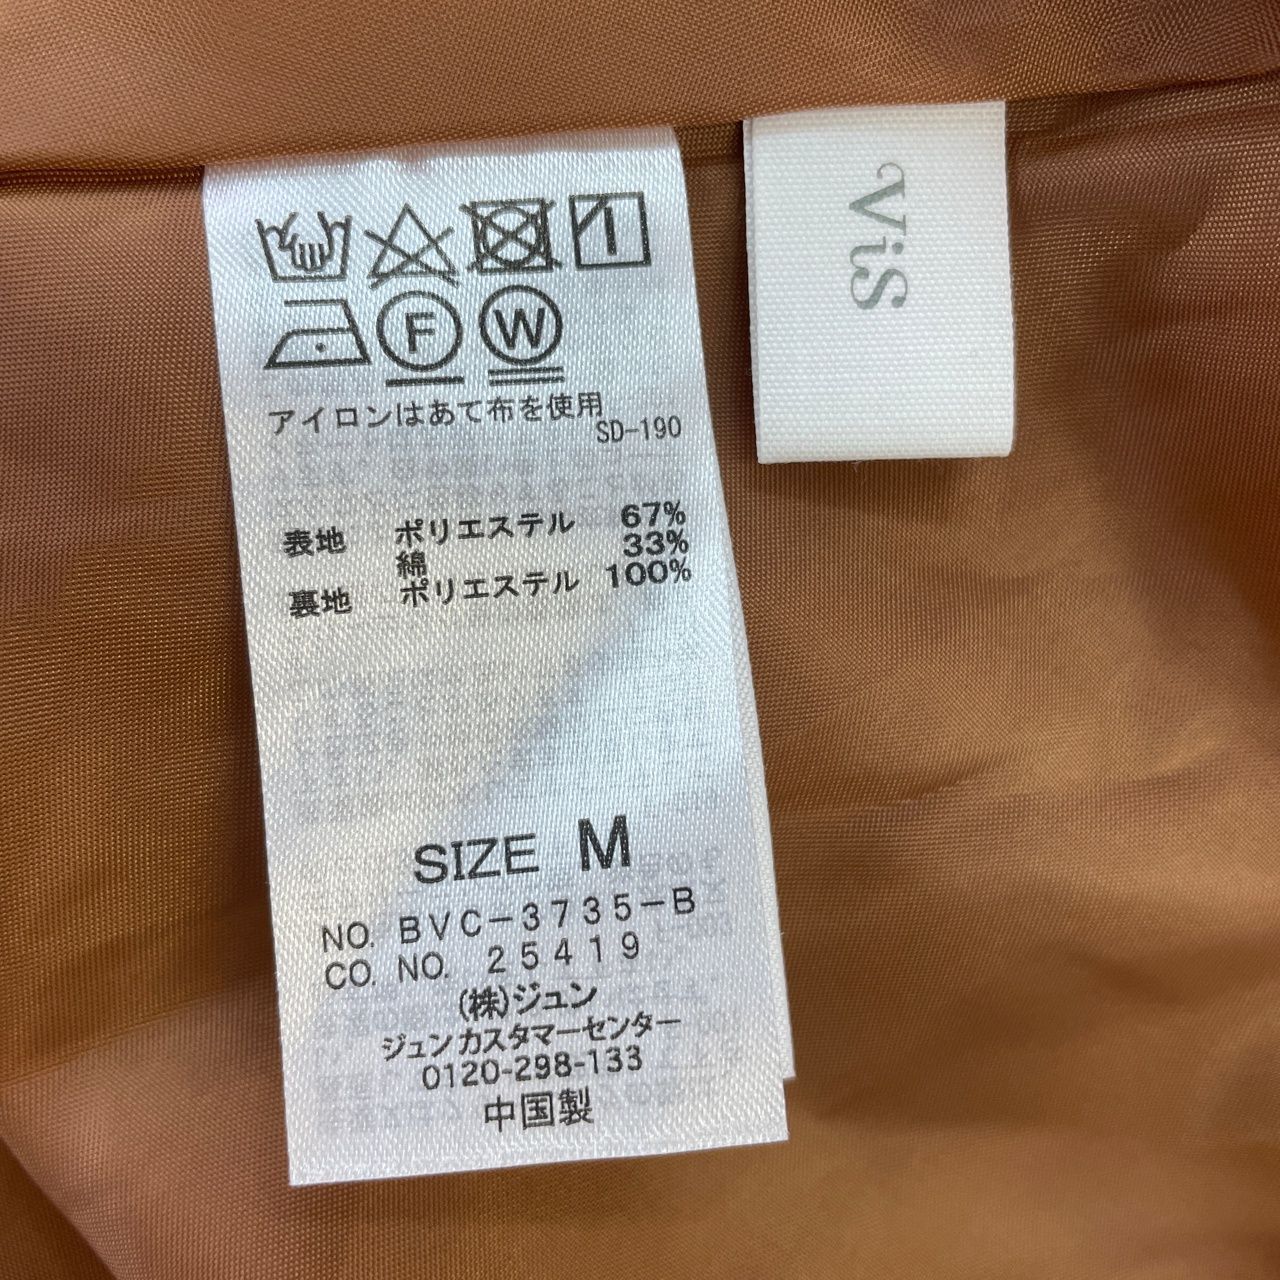 F
W
アイロンはあて布を使用
SD-190
表地 ポリエステル 67%
綿 33%
裏地 ポリエステル 100%
SIZE M
NO. BVC-3735-B
CO. NO. 25419
(株)ジュン
ジュンカスタマーセンター
0120-298-133
中国製
ViS